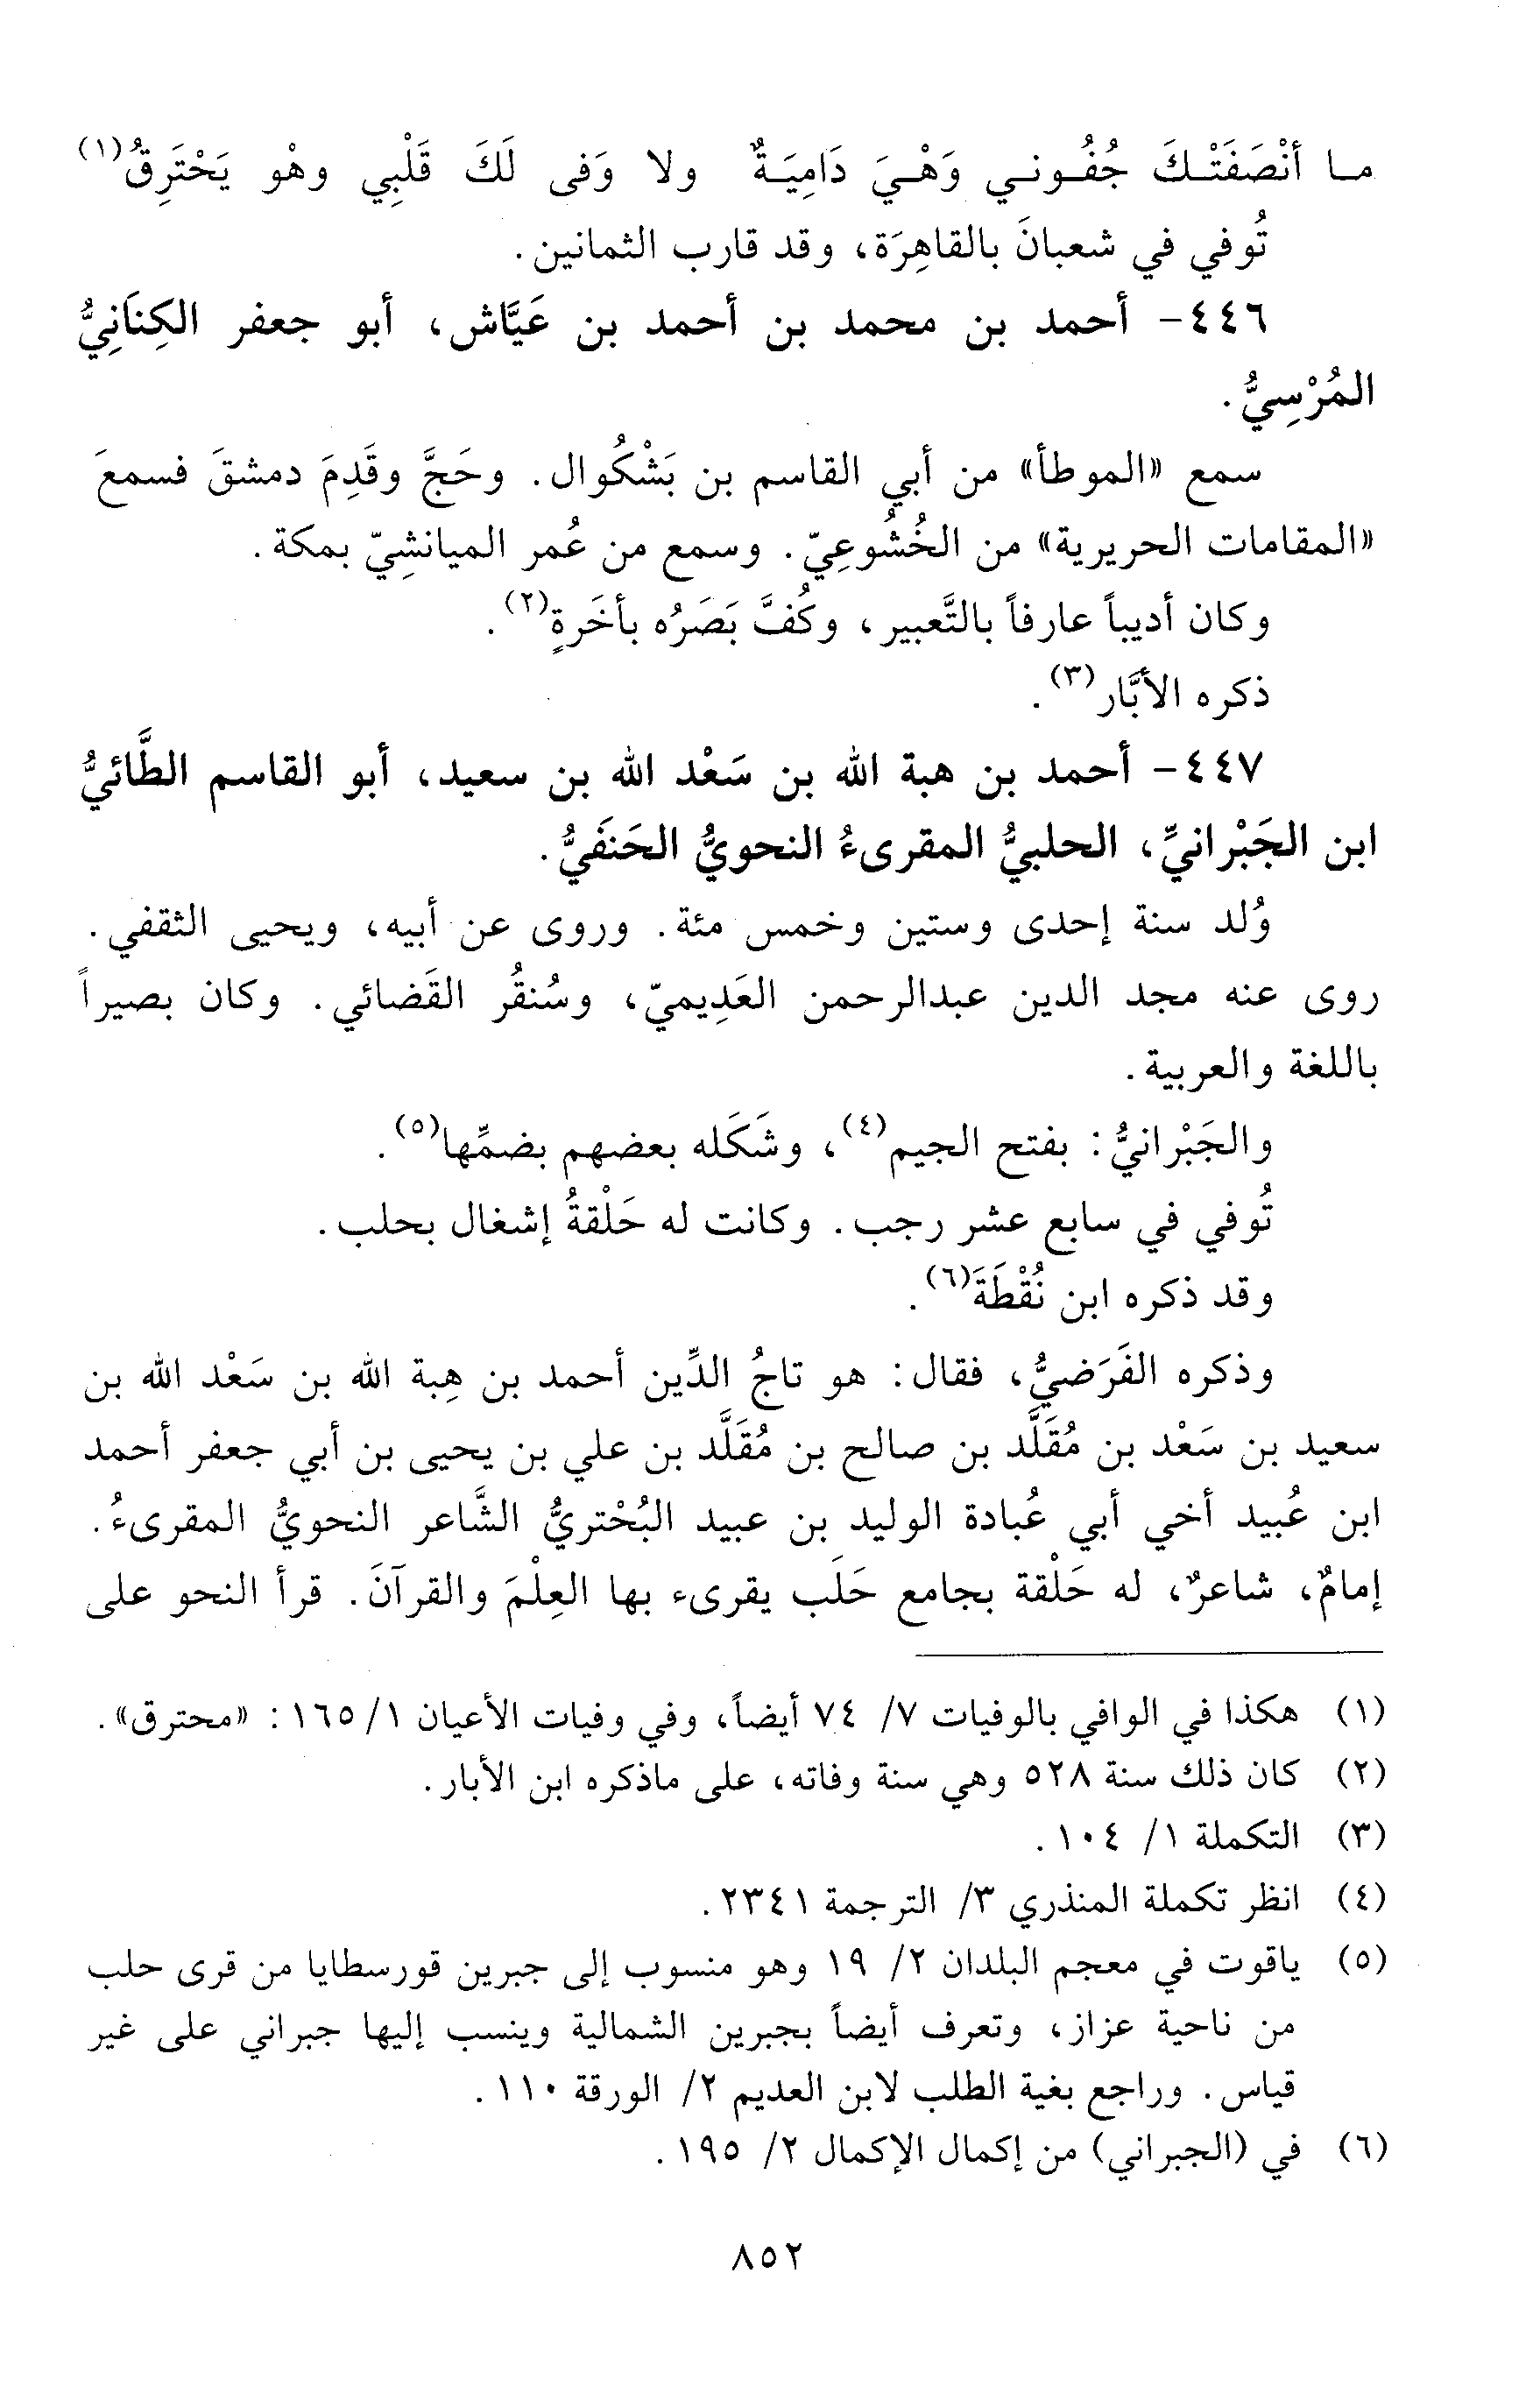 ما أنْصَفَتْكَ جُفُوني وَهْيَ دَامِيَةٌ ولا وَفى لَكَ قَلْبِي وهْو يَحْتَرِقُ(١)
تُوفي في شعبانَ بالقاهِرَة، وقد قارب الثمانين.
٤٤٦- أحمد بن محمد بن أحمد بن عَيَّاش، أبو جعفر الكِنَانِيُّ
المُرْسِيُّ.
سمع «الموطأ» من أبي القاسم بن بَشْكُوال. وحَجَّ وقَدِمَ دمشقَ فسمعَ
«المقامات الحريرية» من الخُشُوعِيّ. وسمع من عُمر الميانشِيّ بمكة.
وكان أديباً عارفاً بالتَّعبير، وكُفَّ بَصَرُه بأخَرةٍ(٢).
ذكره الأبَّار(٣).
٤٤٧- أحمد بن هبة الله بن سَعْد الله بن سعيد، أبو القاسم الطَّائيُّ
ابن الجَبْرانيِّ، الحلبيُّ المقرىءُ النحويُّ الحَنَفَيُّ.
وُلد سنة إحدى وستين وخمس مئة. وروى عن أبيه، ويحيى الثقفي.
روى عنه مجد الدين عبدالرحمن العَدِيميّ، وسُنقُر القَضائي. وكان بصيراً
باللغة والعربية.
والجَبْرانيُّ: بفتح الجيم(٤)، وشَكَله بعضهم بضمِّها(٥).
تُوفي في سابع عشر رجب. وكانت له حَلْقةُ إشغال بحلب.
وقد ذكره ابن نُقْطَةَ(٦).
وذكره الفَرَضيُّ، فقال: هو تاجُ الدِّين أحمد بن هِبة الله بن سَعْد الله بن
سعيد بن سَعْد بن مُقَلَّد بن صالح بن مُقَلَّد بن علي بن يحيى بن أبي جعفر أحمد
ابن عُبيد أخي أبي عُبادة الوليد بن عبيد البُحْتريُّ الشَّاعر النحويُّ المقرىءُ.
إمامٌ، شاعرٌ، له حَلْقة بجامع حَلَب يقرىء بها العِلْمَ والقرآنَ. قرأ النحو على
(١) هكذا في الوافي بالوفيات ٧/ ٧٤ أيضاً، وفي وفيات الأعيان ١/ ١٦٥: «محترق».
(٢) كان ذلك سنة ٥٢٨ وهي سنة وفاته، على ماذكره ابن الأبار.
(٣) التكملة ١/ ١٠٤.
(٤) انظر تكملة المنذري ٣/ الترجمة ٢٣٤١.
(٥) ياقوت في معجم البلدان ٢/ ١٩ وهو منسوب إلى جبرين قورسطايا من قرى حلب
من ناحية عزاز، وتعرف أيضاً بجبرين الشمالية وينسب إليها جبراني على غير
قياس. وراجع بغية الطلب لابن العديم ٢/ الورقة ١١٠.
(٦) في (الجبراني) من إكمال الإكمال ٢/ ١٩٥.
٨٥٢